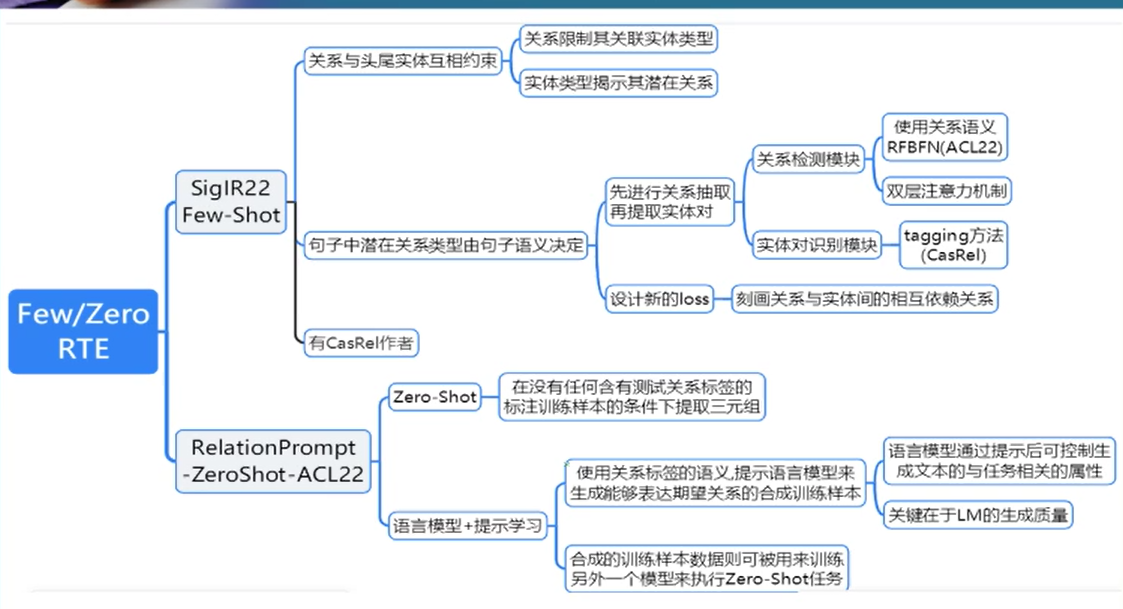 Few/Zero
RTE
SigIR22
Few-Shot
关系与头尾实体互相约束
关系限制其关联实体类型
实体类型揭示其潜在关系
句子中潜在关系类型由句子语义决定
先进行关系抽取
再提取实体对
关系检测模块
使用关系语义
RFBFN(ACL22)
双层注意力机制
实体对识别模块
tagging方法
(CasRel)
设计新的loss
刻画关系与实体间的相互依赖关系
有CasRel作者
RelationPrompt
-ZeroShot-ACL22
Zero-Shot
在没有任何含有测试关系标签的
标注训练样本的条件下提取三元组
语言模型+提示学习
使用关系标签的语义,提示语言模型来
生成能够表达期望关系的合成训练样本
语言模型通过提示后可控制生
成文本的与任务相关的属性
关键在于LM的生成质量
合成的训练样本数据则可被用来训练
另外一个模型来执行Zero-Shot任务